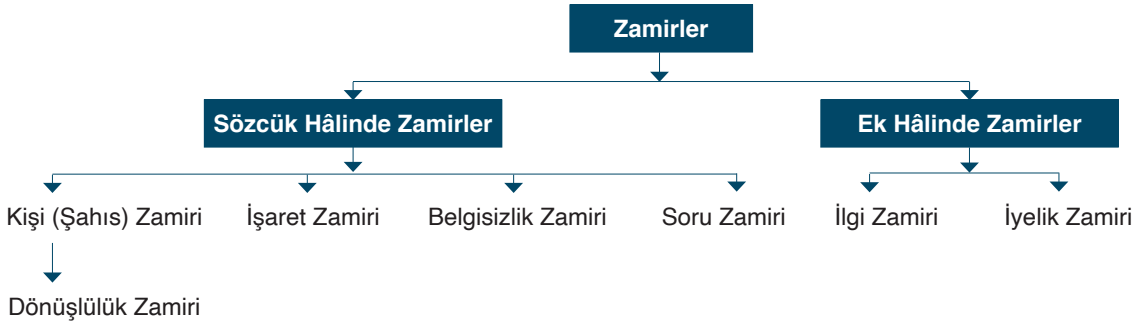 Zamirler
Sözcük Hâlinde Zamirler
Ek Hâlinde Zamirler
Kişi (Şahıs) Zamiri
İşaret Zamiri
Belgisizlik Zamiri
Soru Zamiri
İlgi Zamiri
İyelik Zamiri
Dönüşlülük Zamiri